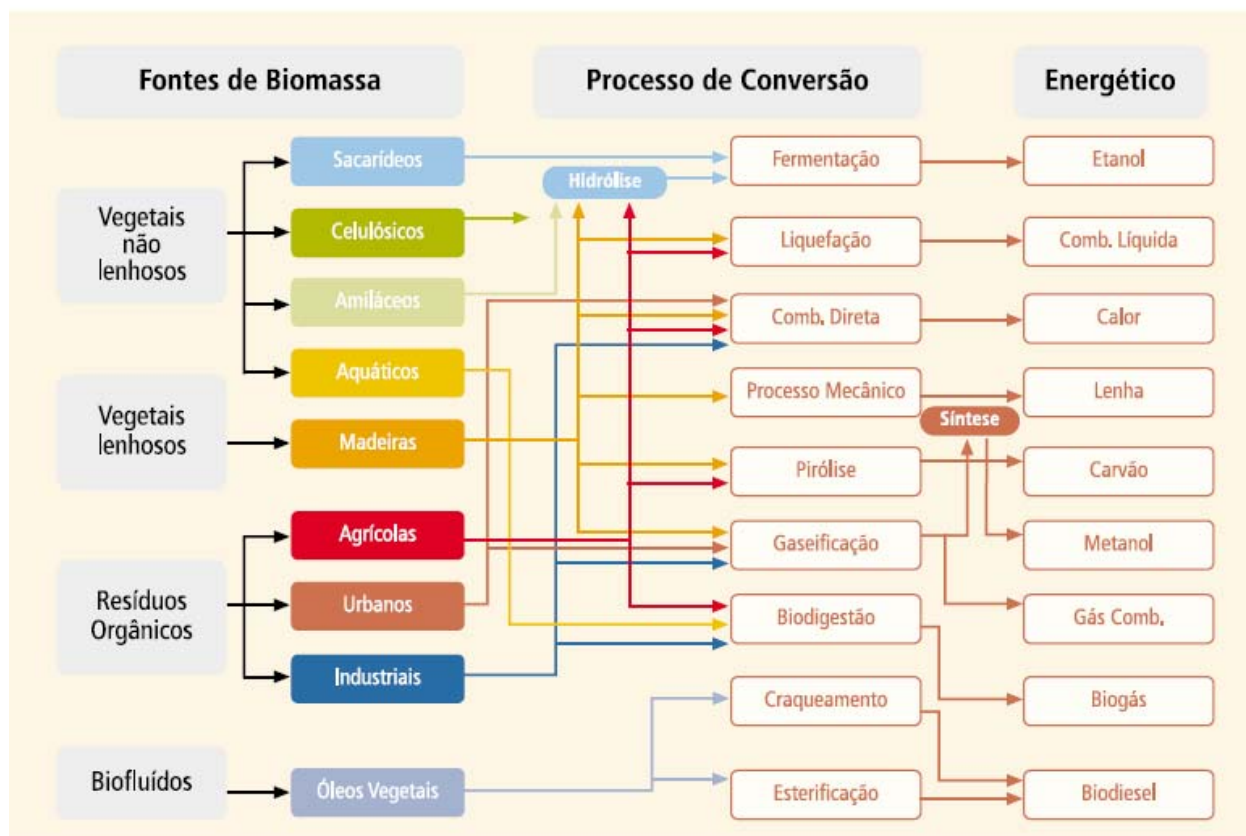 Fontes de Biomassa
Processo de Conversão
Energético
Vegetais
não
lenhosos
Vegetais
lenhosos
Resíduos
Orgânicos
Biofluídos
Sacarídeos
Celulósicos
Amiláceos
Aquáticos
Madeiras
Agrícolas
Urbanos
Industriais
Óleos Vegetais
Hidrólise
Fermentação
Liquefação
Comb. Direta
Processo Mecânico
Pirólise
Gaseificação
Biodigestão
Craqueamento
Esterificação
Síntese
Etanol
Comb. Líquida
Calor
Lenha
Carvão
Metanol
Gás Comb.
Biogás
Biodiesel